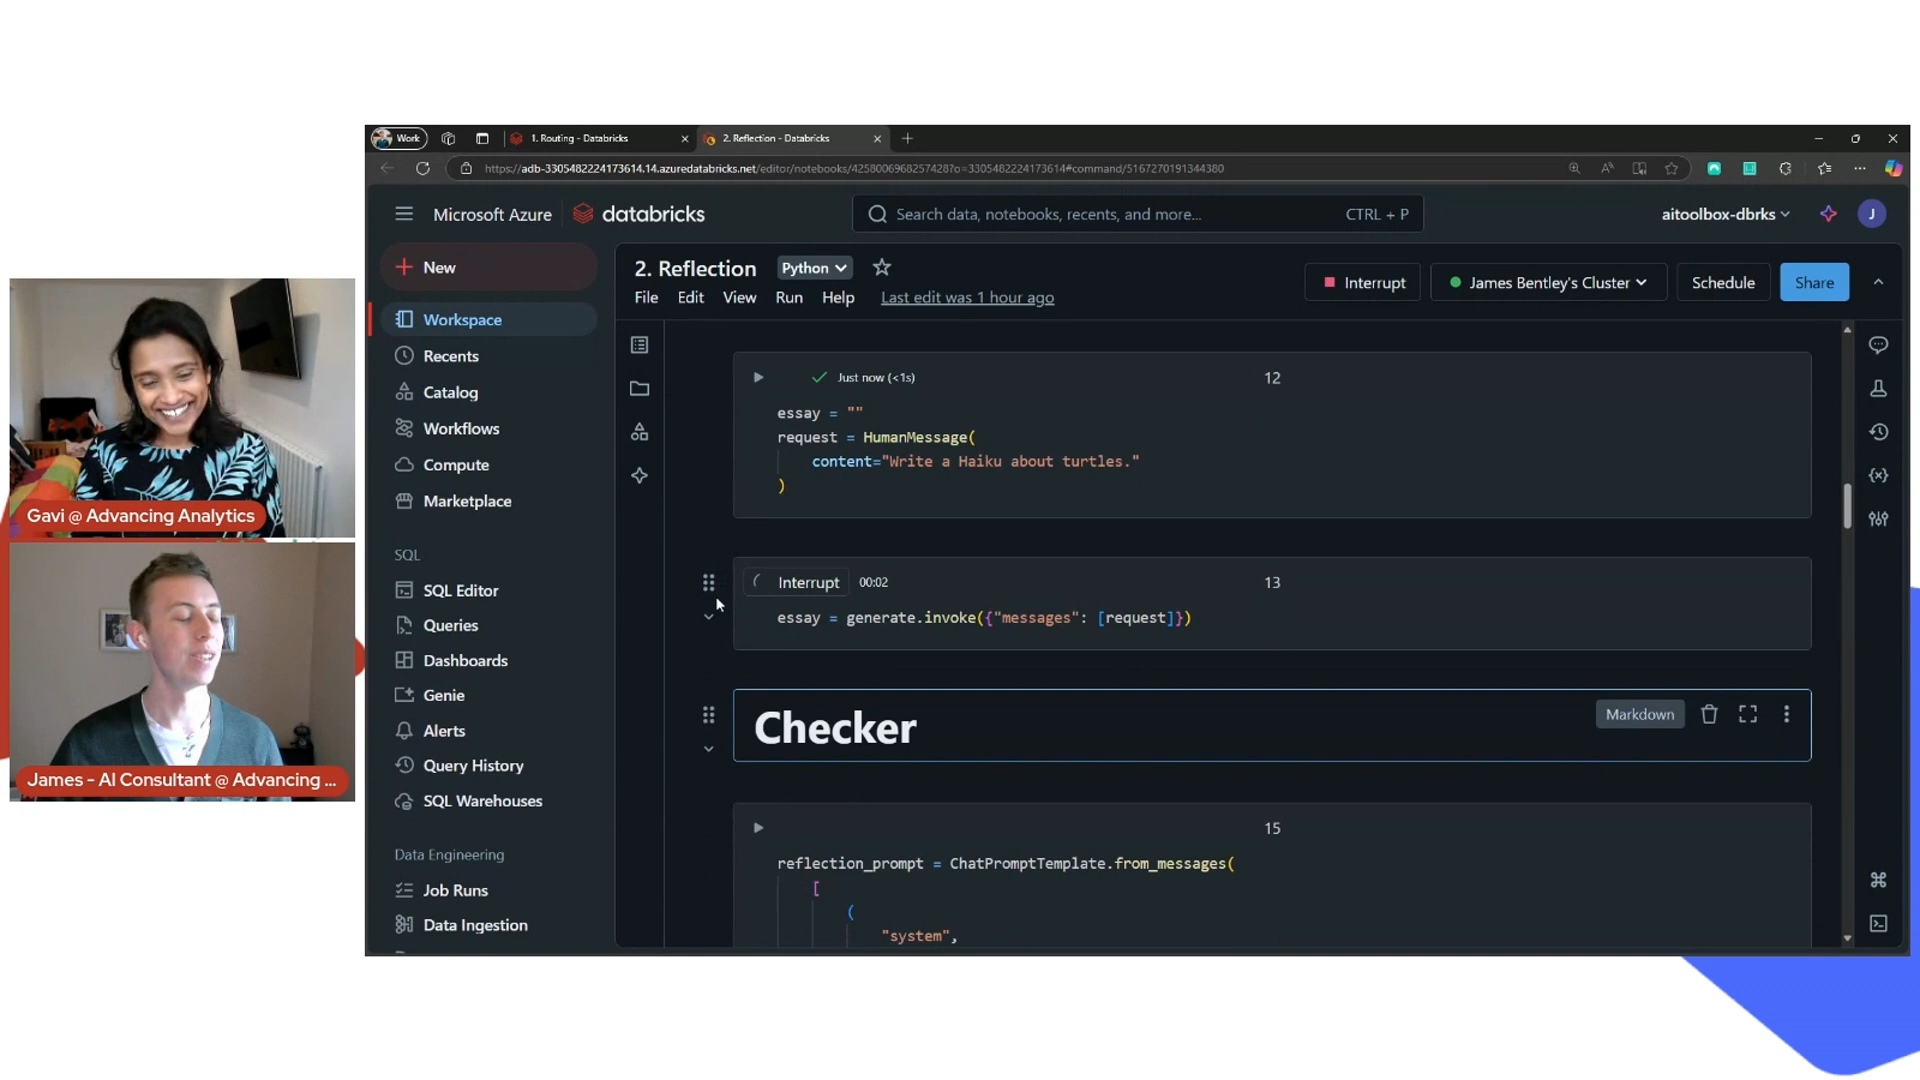 Work
1. Routing - Databricks
2. Reflection - Databricks
https://adb-3305482224173614.14.azuredatabricks.net/editor/notebooks/4258006968257428?o=3305482224173614#command/5167270191344380
Microsoft Azure
databricks
Search data, notebooks, recents, and more...
CTRL + P
aitoolbox-dbrks
J
New
Workspace
Recents
Catalog
Workflows
Compute
Marketplace
SQL
SQL Editor
Queries
Dashboards
Genie
Alerts
Query History
SQL Warehouses
Data Engineering
Job Runs
Data Ingestion
2. Reflection
Python
File Edit View Run Help Last edit was 1 hour ago
Interrupt
James Bentley's Cluster
Schedule
Share
Just now (<1s)
12
essay = ""
request = HumanMessage(
content="Write a Haiku about turtles."
)
Interrupt 00:02
13
essay = generate.invoke({"messages": [request]})
Checker
Markdown
15
reflection_prompt = ChatPromptTemplate.from_messages(
[
(
"system",
Gavi @ Advancing Analytics
James - AI Consultant @ Advancing ...